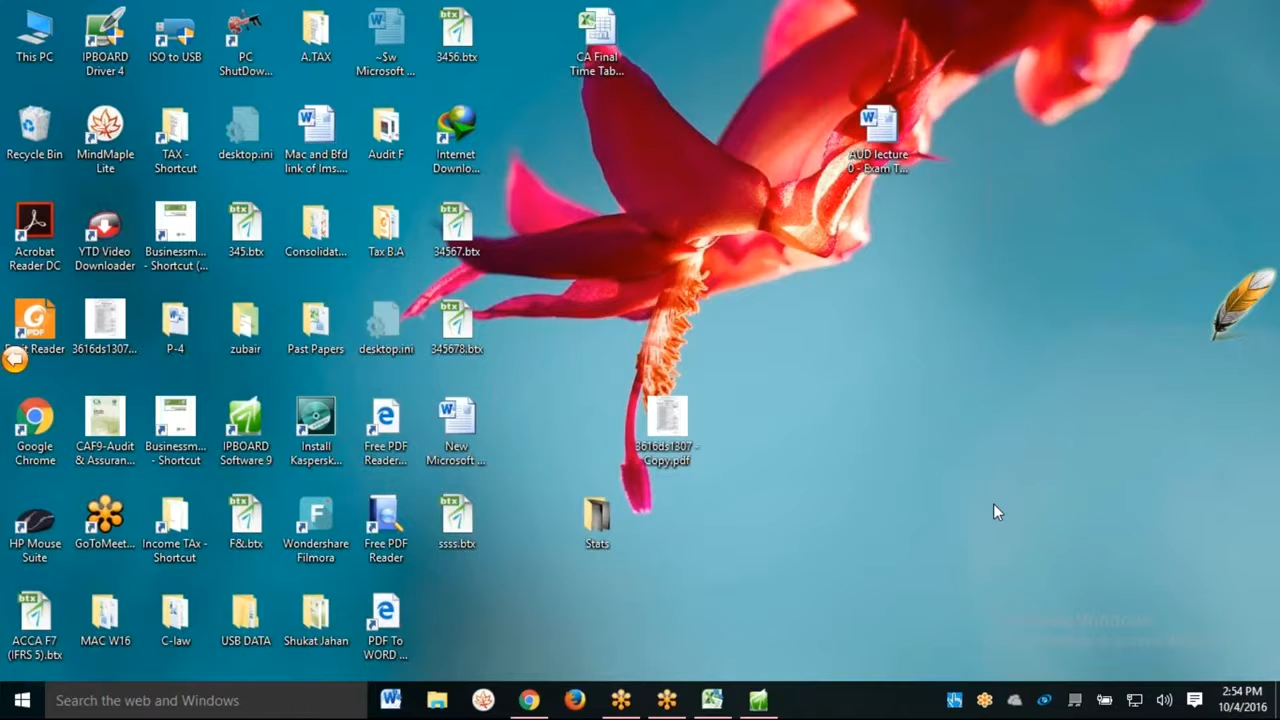 This PC
IPBOARD
Driver 4
ISO to USB
PC
ShutDow...
A.TAX
~$w
Microsoft ...
3456.btx
CA Final
Time Tab...
Recycle Bin
MindMaple
Lite
TAX -
Shortcut
desktop.ini
Mac and Bfd
link of lms....
Audit F
Internet
Downlo...
AUD lecture
0 - Exam T...
Acrobat
Reader DC
YTD Video
Downloader
Businessm...
- Shortcut (...
345.btx
Consolidat...
Tax B.A
34567.btx
Reader
3616ds1307...
P-4
zubair
Past Papers
desktop.ini
345678.btx
Google
Chrome
CAF9-Audit
& Assuran...
Businessm...
- Shortcut
IPBOARD
Software 9
Install
Kaspersk...
Free PDF
Reader...
New
Microsoft ...
3616ds1307 -
Copy.pdf
HP Mouse
Suite
GoToMeet...
Income TAx -
Shortcut
F&.btx
Wondershare
Filmora
Free PDF
Reader
ssss.btx
Stats
ACCA F7
(IFRS 5).btx
MAC W16
C-law
USB DATA
Shukat Jahan
PDF To
WORD ...
Search the web and Windows
2:54 PM
10/4/2016